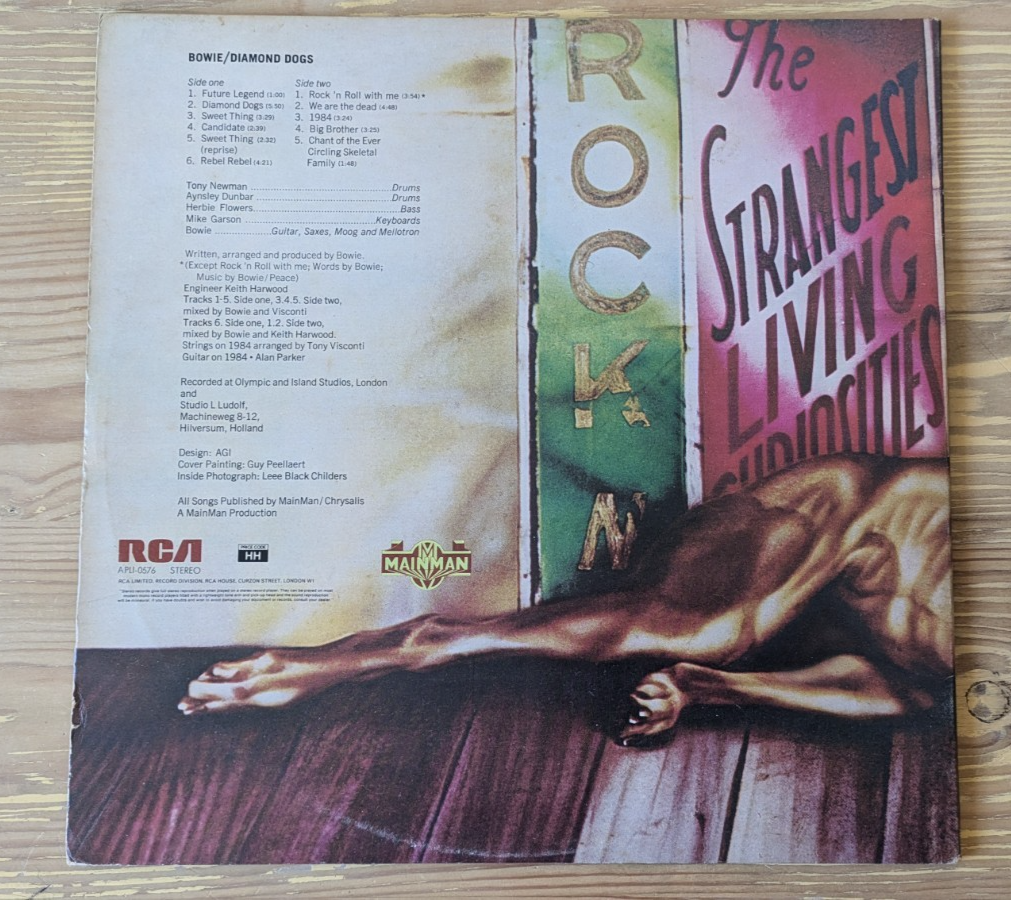 BOWIE/DIAMOND DOGS
Side one
1. Future Legend (1:00)
2. Diamond Dogs (5:50)
3. Sweet Thing (3:29)
4. Candidate (2:39)
5. Sweet Thing (2:32)
(reprise)
6. Rebel Rebel (4:21)
Side two
1. Rock 'n Roll with me (3:54)*
2. We are the dead (4:48)
3. 1984 (3:24)
4. Big Brother (3:25)
5. Chant of the Ever
Circling Skeletal
Family (1:48)
Tony Newman ........ Drums
Aynsley Dunbar ........ Drums
Herbie Flowers ........ Bass
Mike Garson ........ Keyboards
Bowie ........ Guitar, Saxes, Moog and Mellotron
Written, arranged and produced by Bowie.
*(Except Rock 'n Roll with me; Words by Bowie;
Music by Bowie/Peace)
Engineer Keith Harwood
Tracks 1-5. Side one, 3.4.5. Side two,
mixed by Bowie and Visconti
Tracks 6. Side one, 1.2. Side two,
mixed by Bowie and Keith Harwood.
Strings on 1984 arranged by Tony Visconti
Guitar on 1984 • Alan Parker
Recorded at Olympic and Island Studios, London
and
Studio L Ludolf,
Machineweg 8-12,
Hilversum, Holland
Design: AGI
Cover Painting: Guy Peellaert
Inside Photograph: Leee Black Childers
All Songs Published by MainMan/Chrysalis
A MainMan Production
RCA
APLI-0576 STEREO
PRICE CODE
HH
M
MAINMAN
M
RCA LIMITED, RECORD DIVISION, RCA HOUSE, CURZON STREET, LONDON W1
ROCK N'
The
STRANGEST
LIVING
CURIOSITIES